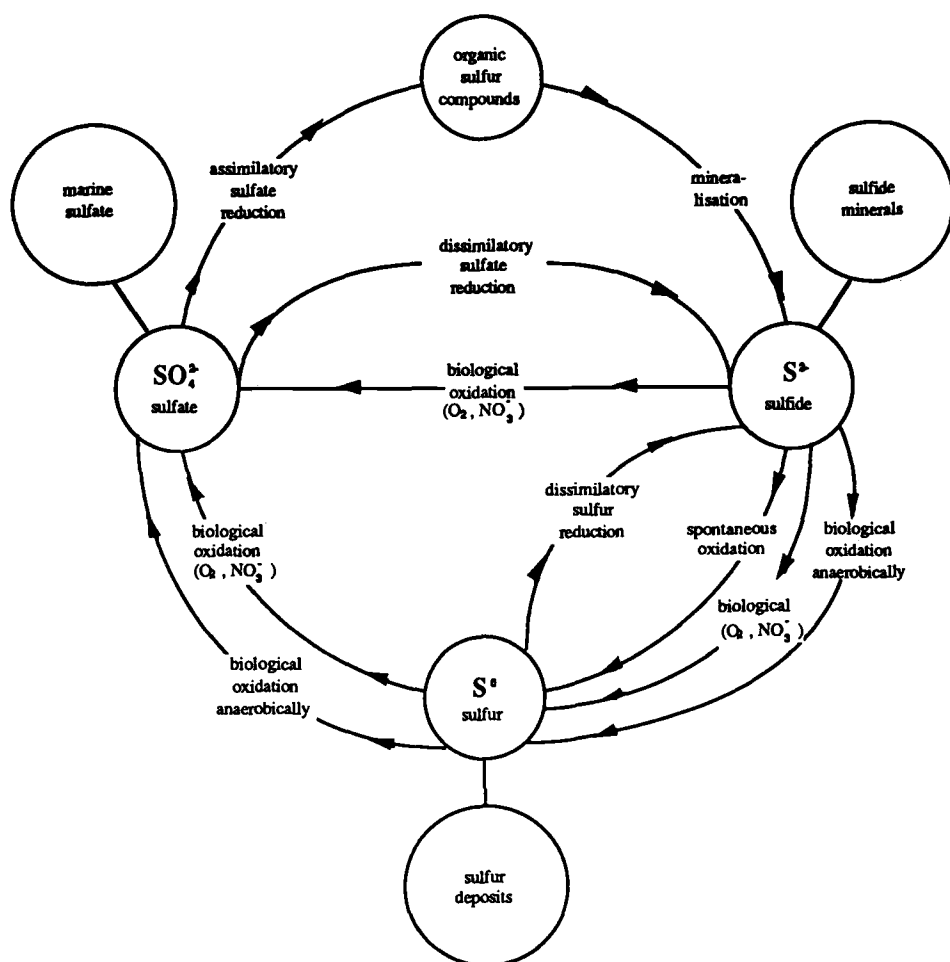 organic
sulfur
compounds
marine
sulfate
assimilatory
sulfate
reduction
minera-
lisation
sulfide
minerals
dissimilatory
sulfate
reduction
SO₄²⁻
sulfate
biological
oxidation
(O₂, NO₃⁻)
S²⁻
sulfide
dissimilatory
sulfur
reduction
spontaneous
oxidation
biological
oxidation
anaerobically
biological
oxidation
(O₂, NO₃⁻)
biological
(O₂, NO₃⁻)
biological
oxidation
anaerobically
S⁰
sulfur
sulfur
deposits